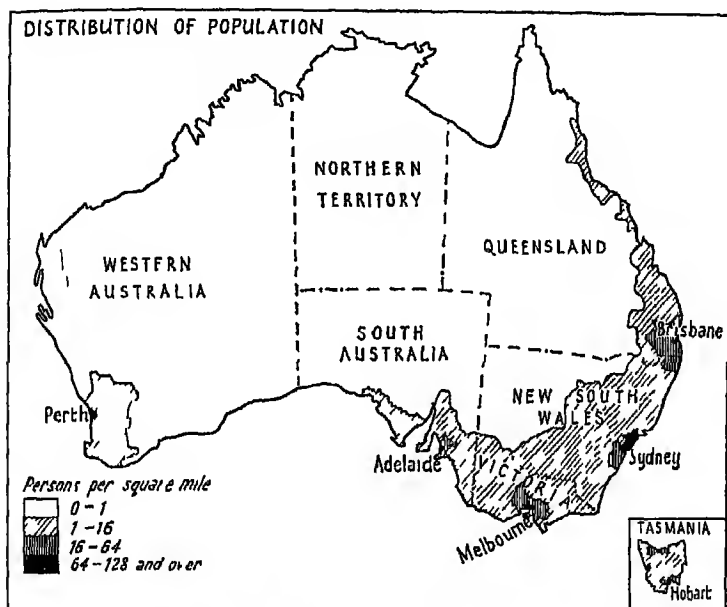 DISTRIBUTION OF POPULATION
NORTHERN
TERRITORY
QUEENSLAND
WESTERN
AUSTRALIA
SOUTH
AUSTRALIA
Brisbane
NEW SOUTH
WALES
Perth
Adelaide
VICTORIA
Sydney
Melbourne
Persons per square mile
0-1
1-16
16-64
64-128 and over
TASMANIA
Hobart